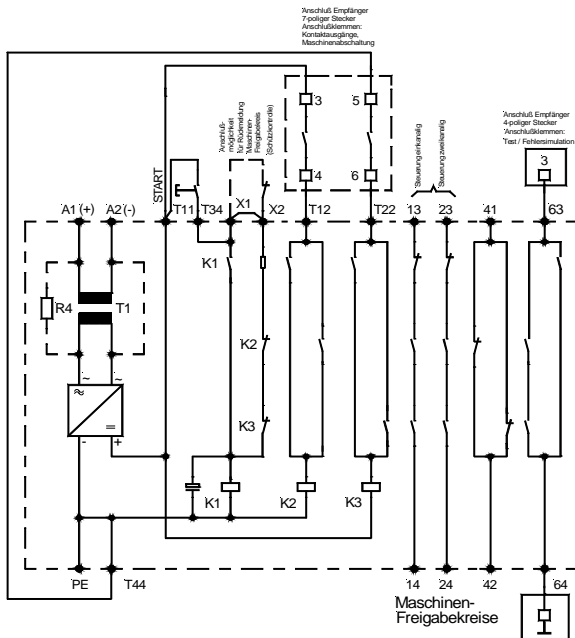 Anschluß Empfänger
7-poliger Stecker
Anschlußklemmen:
Kontaktausgänge,
Maschinenabschaltung
Anschluß-
möglichkeit
für Rückmeldung
Maschinen-
Freigabekreis
(Schützkontrolle)
3
5
4
6
Steuerung einkanalig
Steuerung zweikanalig
Anschluß Empfänger
4-poliger Stecker
Anschlußklemmen:
Test / Fehlersimulation
3
START
A1 (+)
A2 (-)
T11
T34
X1
X2
T12
T22
13
23
41
63
K1
K2
K3
R4
T1
~
~
≈
=
-
+
K1
K2
K3
PE
T44
14
24
42
64
Maschinen-
Freigabekreise